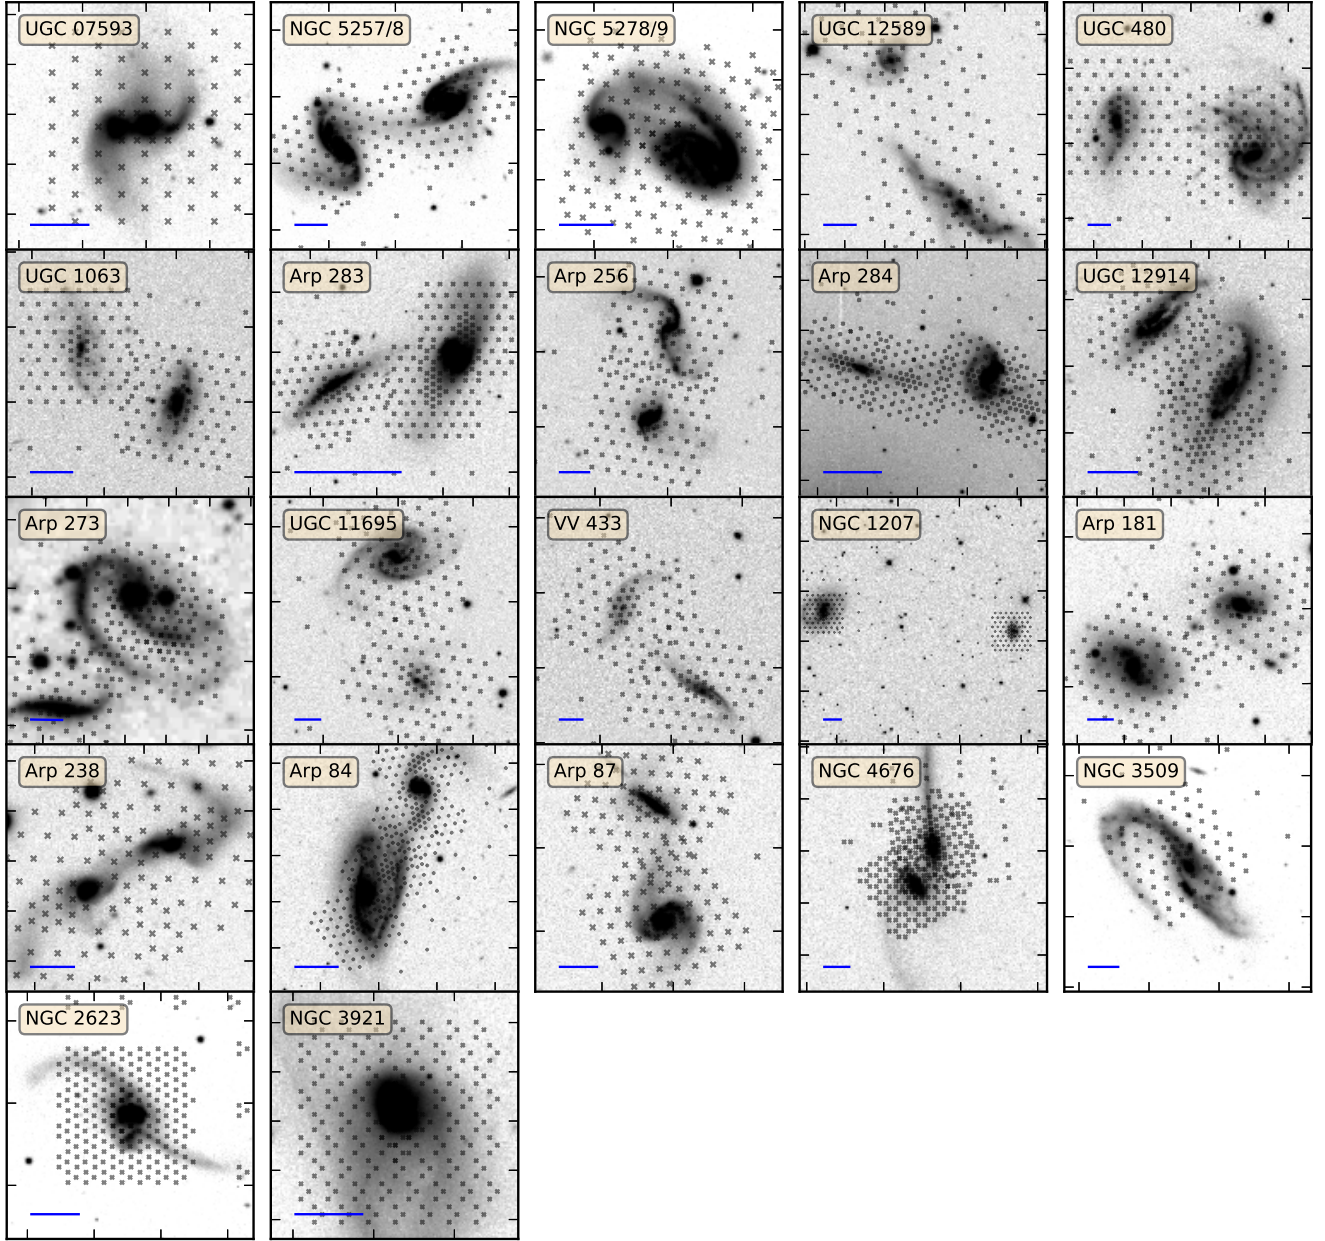 UGC 07593
NGC 5257/8
NGC 5278/9
UGC 12589
UGC 480
UGC 1063
Arp 283
Arp 256
Arp 284
UGC 12914
Arp 273
UGC 11695
VV 433
NGC 1207
Arp 181
Arp 238
Arp 84
Arp 87
NGC 4676
NGC 3509
NGC 2623
NGC 3921